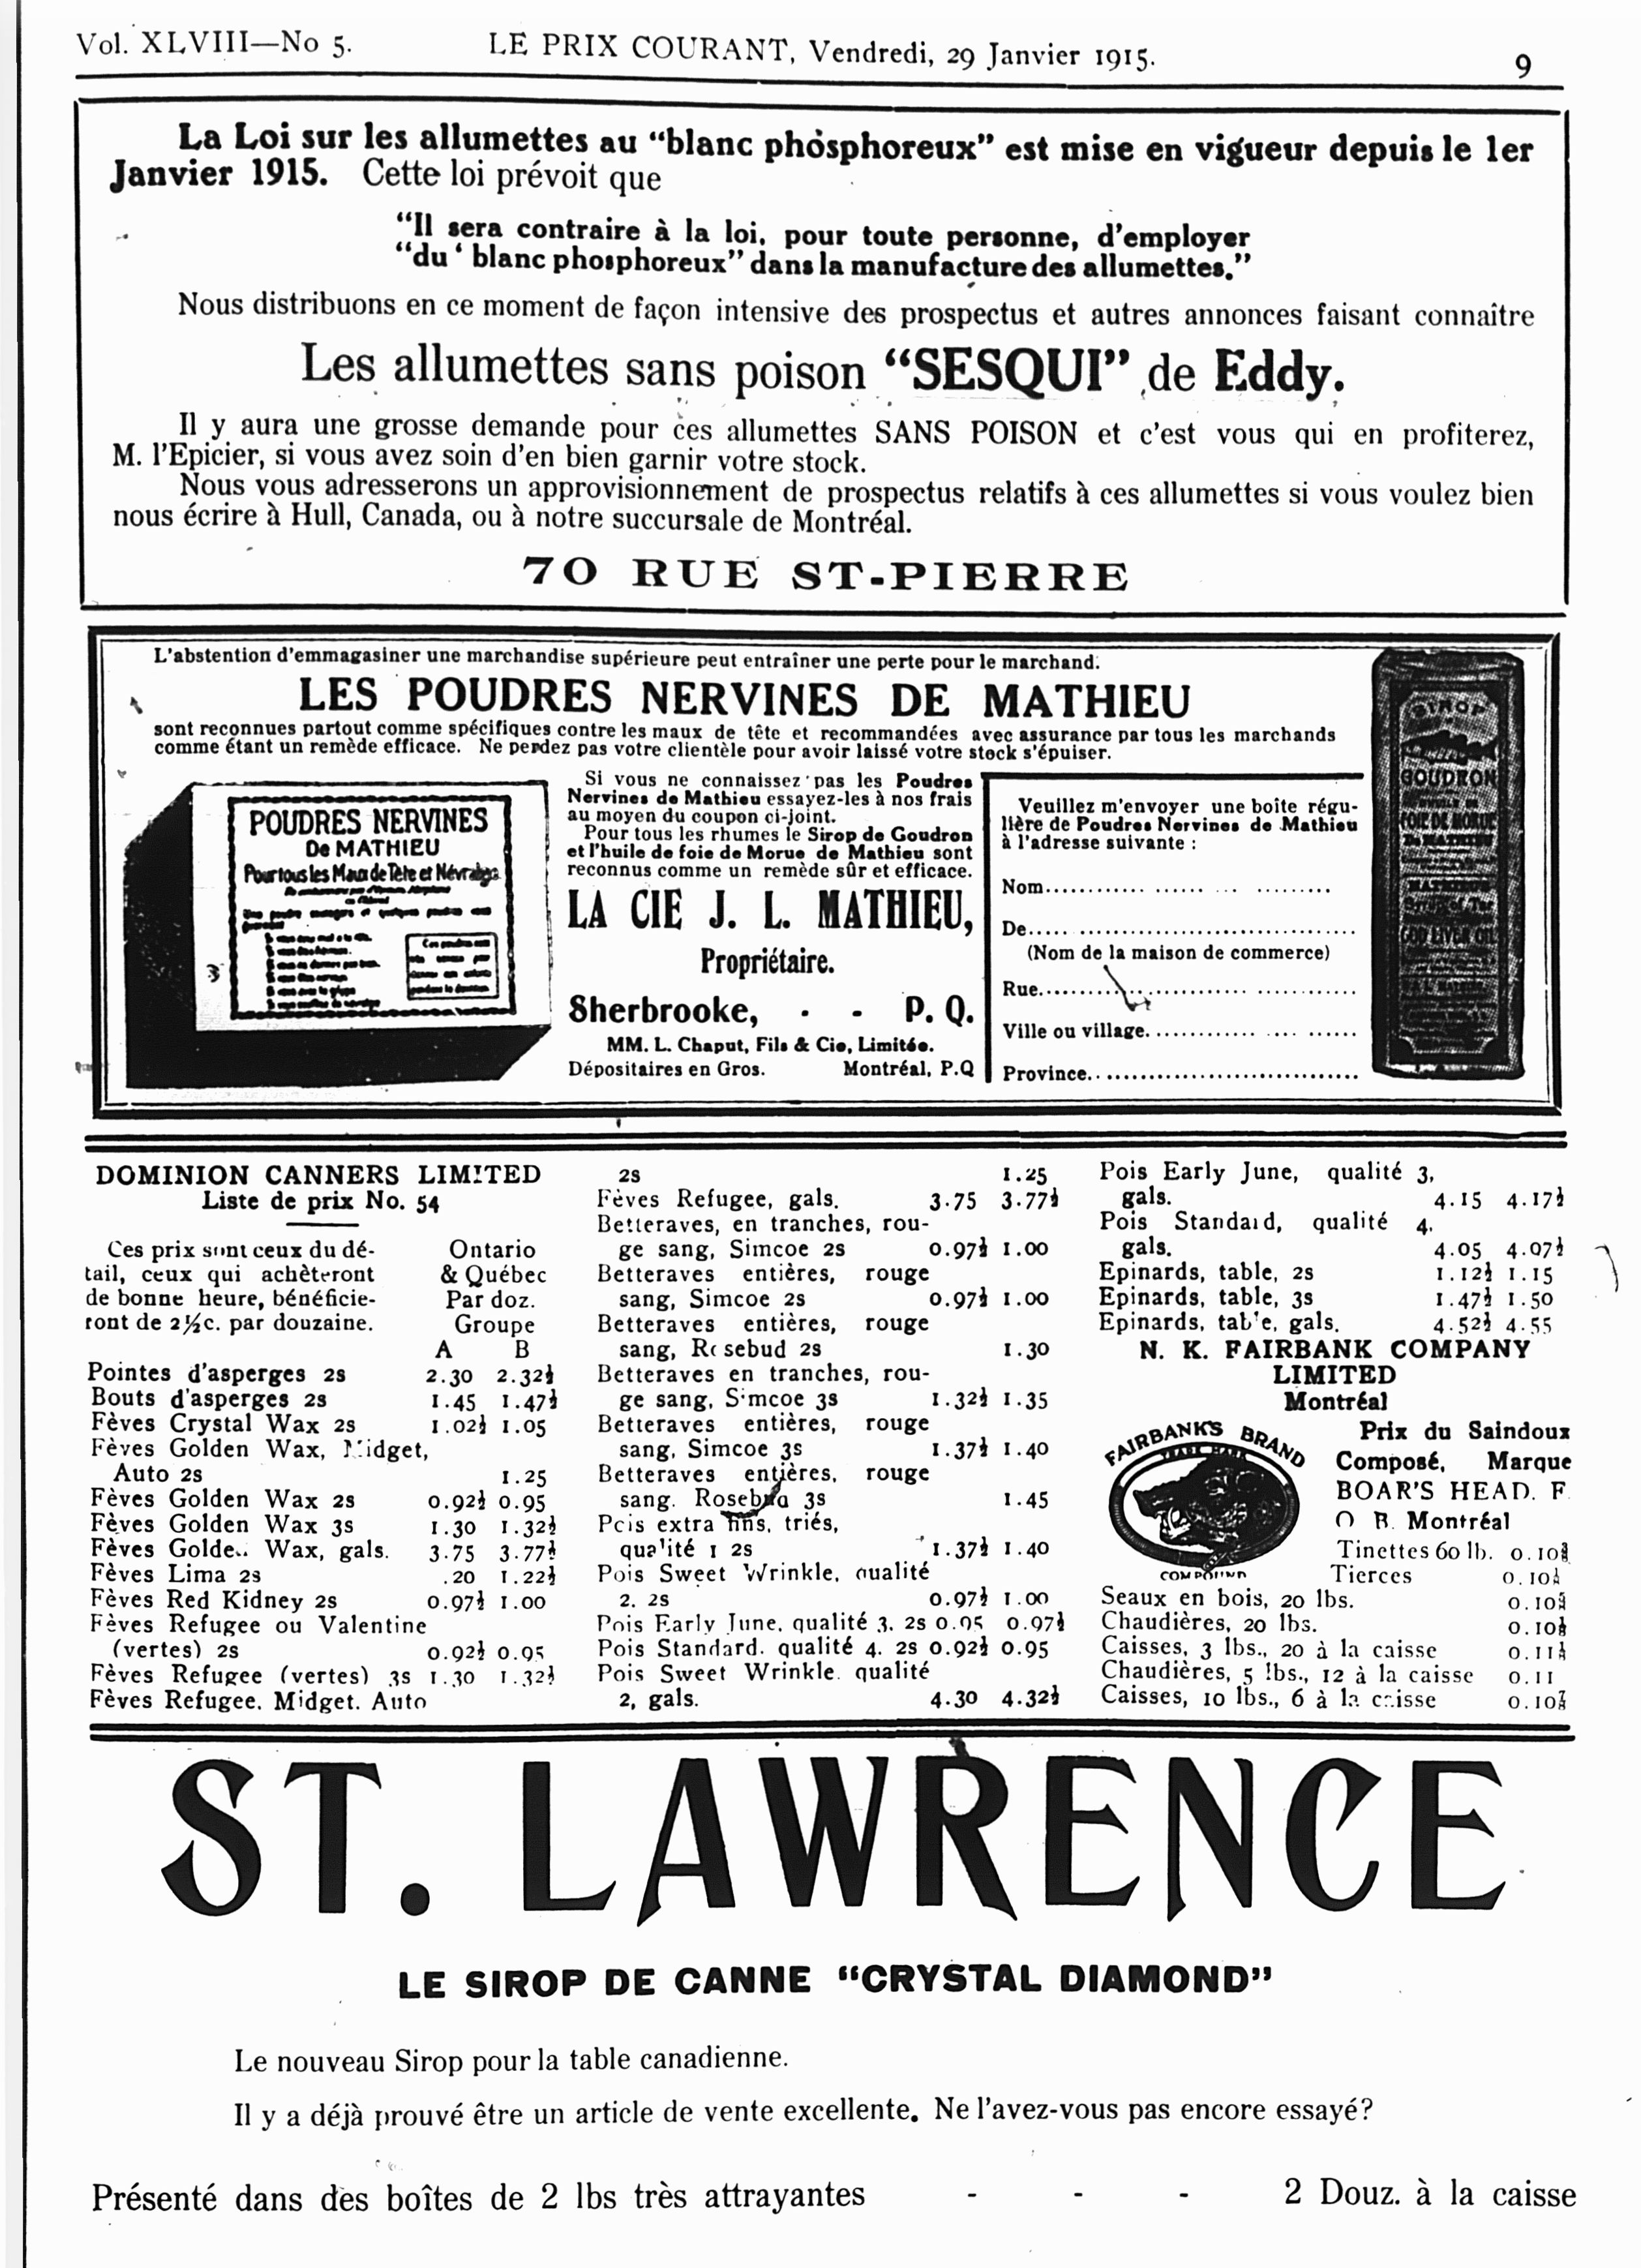 Vol. XLVIII—No 5.
LE PRIX COURANT, Vendredi, 29 Janvier 1915.
9
La Loi sur les allumettes au “blanc phosphoreux” est mise en vigueur depuis le 1er
Janvier 1915. Cette loi prévoit que
“Il sera contraire à la loi, pour toute personne, d'employer
“du ‘ blanc phosphoreux” dans la manufacture des allumettes.”
Nous distribuons en ce moment de façon intensive des prospectus et autres annonces faisant connaître
Les allumettes sans poison “SESQUI” de Eddy.
Il y aura une grosse demande pour ces allumettes SANS POISON et c'est vous qui en profiterez,
M. l'Epicier, si vous avez soin d'en bien garnir votre stock.
Nous vous adresserons un approvisionnement de prospectus relatifs à ces allumettes si vous voulez bien
nous écrire à Hull, Canada, ou à notre succursale de Montréal.
70 RUE ST-PIERRE
L'abstention d'emmagasiner une marchandise supérieure peut entraîner une perte pour le marchand.
LES POUDRES NERVINES DE MATHIEU
sont reconnues partout comme spécifiques contre les maux de tête et recommandées avec assurance par tous les marchands
comme étant un remède efficace. Ne perdez pas votre clientèle pour avoir laissé votre stock s'épuiser.
POUDRES NERVINES
De MATHIEU
Pour tous les Maux de Tête et Névralgie
Si vous ne connaissez pas les Poudres
Nervines de Mathieu essayez-les à nos frais
au moyen du coupon ci-joint.
Pour tous les rhumes le Sirop de Goudron
et l'huile de foie de Morue de Mathieu sont
reconnus comme un remède sûr et efficace.
LA CIE J. L. MATHIEU,
Propriétaire.
Sherbrooke, - - P. Q.
MM. L. Chaput, Fils & Cie, Limitée.
Dépositaires en Gros. Montréal, P.Q
Veuillez m'envoyer une boîte régu-
lière de Poudres Nervines de Mathieu
à l'adresse suivante :
Nom
De
(Nom de la maison de commerce)
Rue
Ville ou village
Province
SIROP
GOUDRON
FOIE DE MORUE
De MATHIEU
MATHIEU'S
COD LIVER OIL
DOMINION CANNERS LIMITED
Liste de prix No. 54
Ces prix sont ceux du dé- Ontario
tail, ceux qui achèteront & Québec
de bonne heure, bénéficie- Par doz.
ront de 2½c. par douzaine. Groupe
A B
Pointes d'asperges 2s 2.30 2.32½
Bouts d'asperges 2s 1.45 1.47½
Fèves Crystal Wax 2s 1.02½ 1.05
Fèves Golden Wax, Midget,
Auto 2s 1.25
Fèves Golden Wax 2s 0.92½ 0.95
Fèves Golden Wax 3s 1.30 1.32½
Fèves Golden Wax, gals. 3.75 3.77½
Fèves Lima 2s .20 1.22½
Fèves Red Kidney 2s 0.97½ 1.00
Fèves Refugee ou Valentine
(vertes) 2s 0.92½ 0.95
Fèves Refugee (vertes) 3s 1.30 1.32½
Fèves Refugee. Midget. Auto
2s 1.25
Fèves Refugee, gals. 3.75 3.77½
Betteraves, en tranches, rou-
ge sang, Simcoe 2s 0.97½ 1.00
Betteraves entières, rouge
sang, Simcoe 2s 0.97½ 1.00
Betteraves entières, rouge
sang, Rosebud 2s 1.30
Betteraves en tranches, rou-
ge sang, Simcoe 3s 1.32½ 1.35
Betteraves entières, rouge
sang, Simcoe 3s 1.37½ 1.40
Betteraves entières, rouge
sang. Rosebud 3s 1.45
Pois extra fins, triés,
qualité 1 2s 1.37½ 1.40
Pois Sweet Wrinkle, qualité
2. 2s 0.97½ 1.00
Pois Early June, qualité 3. 2s 0.95 0.97½
Pois Standard. qualité 4. 2s 0.92½ 0.95
Pois Sweet Wrinkle. qualité
2, gals. 4.30 4.32½
Pois Early June, qualité 3,
gals. 4.15 4.17½
Pois Standard, qualité 4,
gals. 4.05 4.07½
Epinards, table, 2s 1.12½ 1.15
Epinards, table, 3s 1.47½ 1.50
Epinards, table, gals. 4.52½ 4.55
N. K. FAIRBANK COMPANY
LIMITED
Montréal
FAIRBANK'S BRAND
TRADE MARK
COMPOUND
Prix du Saindoux
Composé, Marque
BOAR'S HEAD. F.
O. B. Montréal
Tinettes 60 lb. 0.10⅜
Tierces 0.10¼
Seaux en bois, 20 lbs. 0.10¾
Chaudières, 20 lbs. 0.10½
Caisses, 3 lbs., 20 à la caisse 0.11¼
Chaudières, 5 lbs., 12 à la caisse 0.11
Caisses, 10 lbs., 6 à la caisse 0.10⅞
ST. LAWRENCE
LE SIROP DE CANNE “CRYSTAL DIAMOND”
Le nouveau Sirop pour la table canadienne.
Il y a déjà prouvé être un article de vente excellente. Ne l'avez-vous pas encore essayé?
Présenté dans des boîtes de 2 lbs très attrayantes - - - 2 Douz. à la caisse